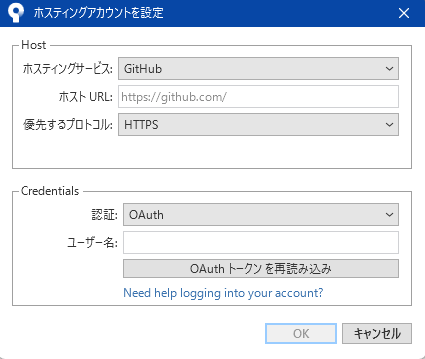 ホスティングアカウントを設定
Host
ホスティングサービス: GitHub
ホスト URL: https://github.com/
優先するプロトコル: HTTPS
Credentials
認証: OAuth
ユーザー名:
OAuth トークン を再読み込み
Need help logging into your account?
OK キャンセル